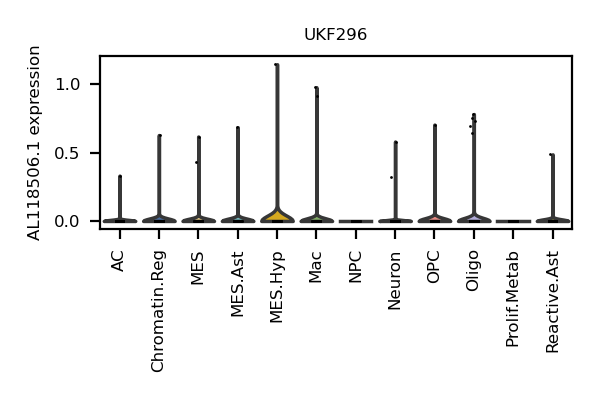 UKF296
AL118506.1 expression
1.0
0.5
0.0
AC
Chromatin.Reg
MES
MES.Ast
MES.Hyp
Mac
NPC
Neuron
OPC
Oligo
Prolif.Metab
Reactive.Ast